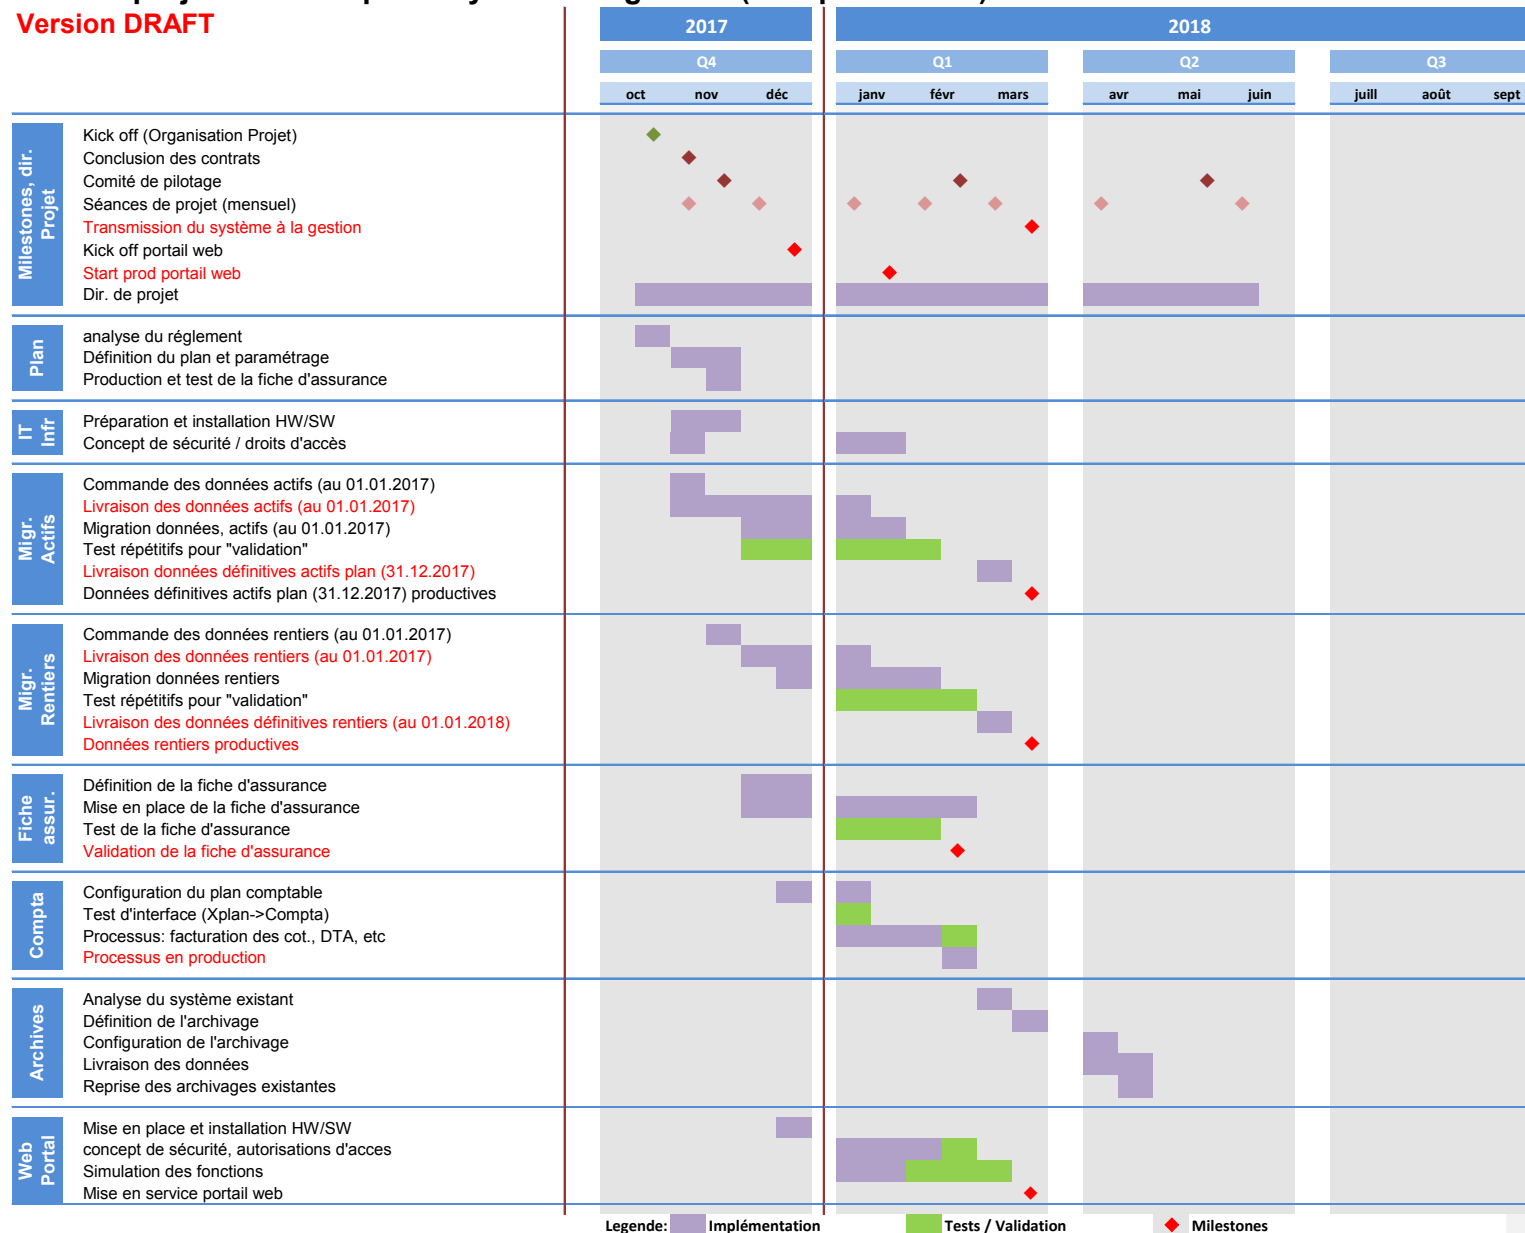 Version DRAFT
2017
2018
Q4
Q1
Q2
Q3
oct nov déc janv févr mars avr mai juin juill août sept
Milestones, dir. Projet
Kick off (Organisation Projet)
Conclusion des contrats
Comité de pilotage
Séances de projet (mensuel)
Transmission du système à la gestion
Kick off portail web
Start prod portail web
Dir. de projet
Plan
analyse du réglement
Définition du plan et paramétrage
Production et test de la fiche d'assurance
IT Infr
Préparation et installation HW/SW
Concept de sécurité / droits d'accès
Migr. Actifs
Commande des données actifs (au 01.01.2017)
Livraison des données actifs (au 01.01.2017)
Migration données, actifs (au 01.01.2017)
Test répétitifs pour "validation"
Livraison données définitives actifs plan (31.12.2017)
Données définitives actifs plan (31.12.2017) productives
Migr. Rentiers
Commande des données rentiers (au 01.01.2017)
Livraison des données rentiers (au 01.01.2017)
Migration données rentiers
Test répétitifs pour "validation"
Livraison des données définitives rentiers (au 01.01.2018)
Données rentiers productives
Fiche assur.
Définition de la fiche d'assurance
Mise en place de la fiche d'assurance
Test de la fiche d'assurance
Validation de la fiche d'assurance
Compta
Configuration du plan comptable
Test d'interface (Xplan->Compta)
Processus: facturation des cot., DTA, etc
Processus en production
Archives
Analyse du système existant
Définition de l'archivage
Configuration de l'archivage
Livraison des données
Reprise des archivages existantes
Web Portal
Mise en place et installation HW/SW
concept de sécurité, autorisations d'acces
Simulation des fonctions
Mise en service portail web
Legende: Implémentation Tests / Validation Milestones